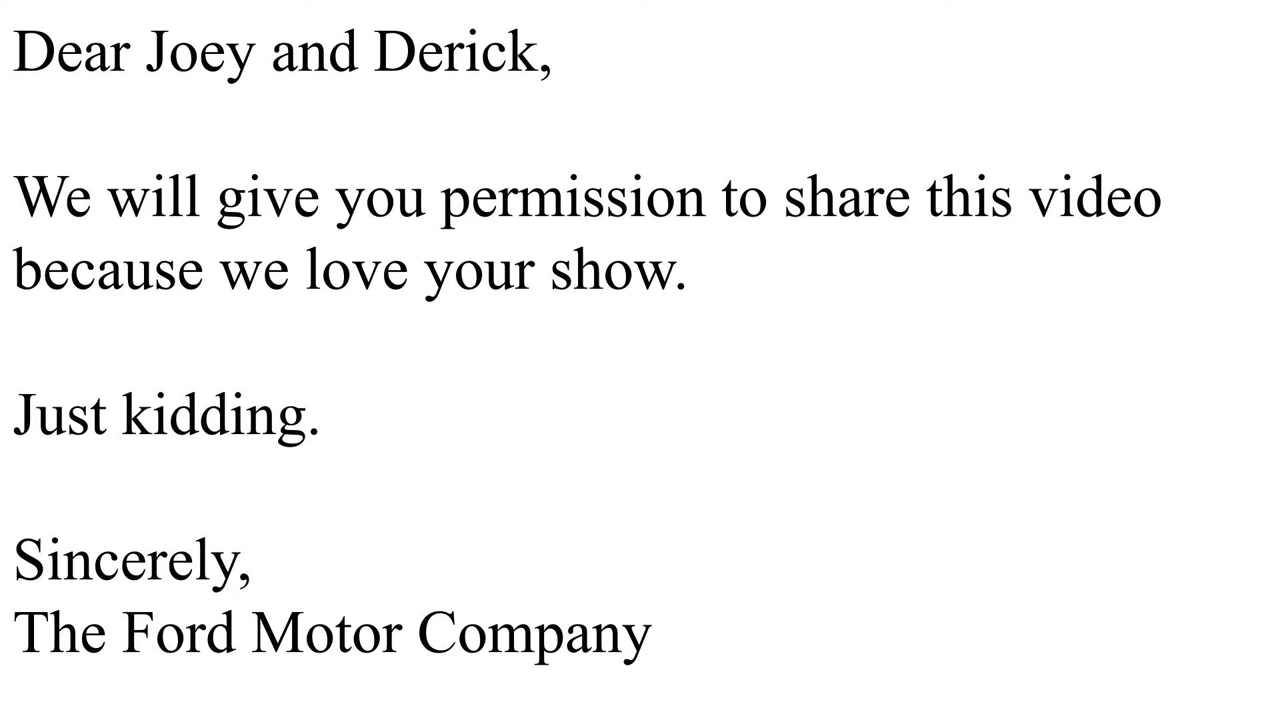 Dear Joey and Derick,
We will give you permission to share this video
because we love your show.
Just kidding.
Sincerely,
The Ford Motor Company